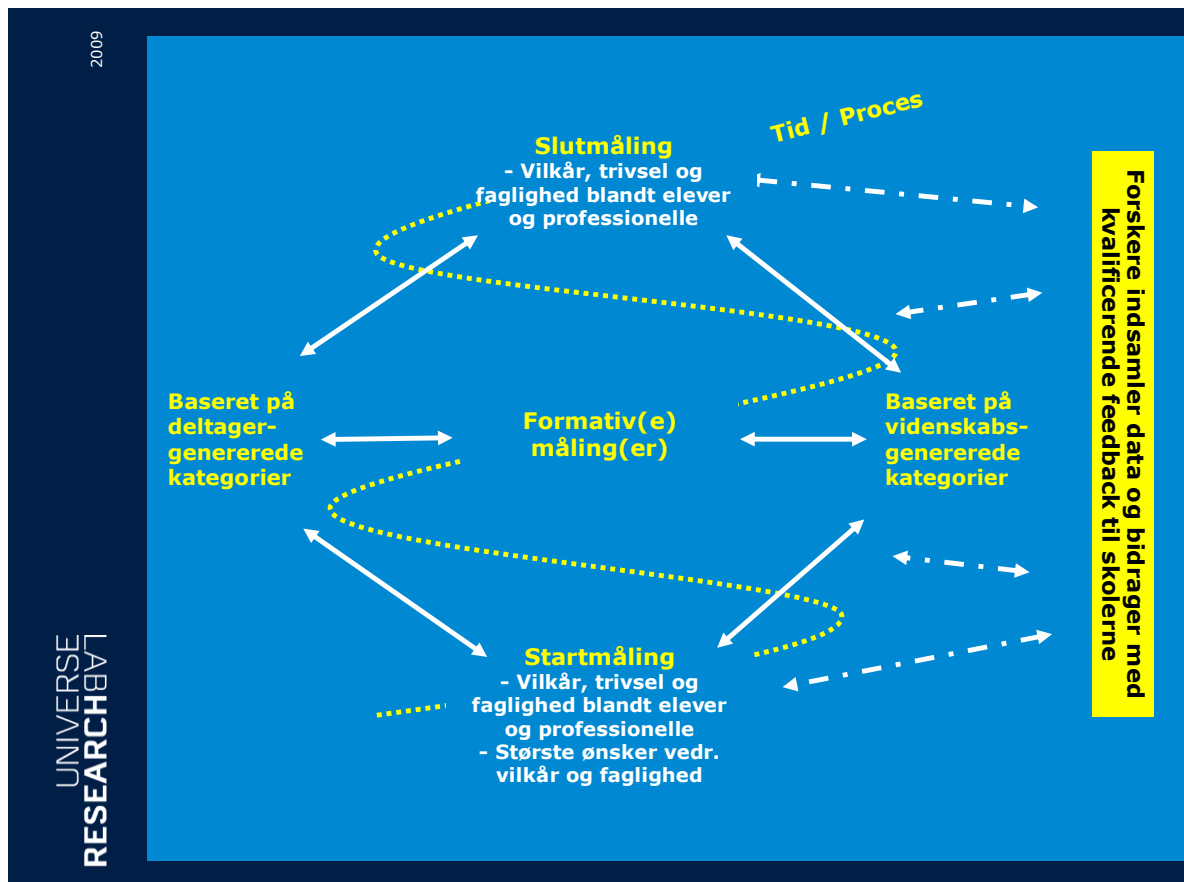 2009
Tid / Proces
Slutmåling
– Vilkår, trivsel og
faglighed blandt elever
og professionelle
Baseret på
deltager-
genererede
kategorier
Formativ(e)
måling(er)
Baseret på
videnskabs-
genererede
kategorier
Startmåling
– Vilkår, trivsel og
faglighed blandt elever
og professionelle
– Største ønsker vedr.
vilkår og faglighed
Forskere indsamler data og bidrager med
kvalificerende feedback til skolerne
UNIVERSE
RESEARCH
LAB